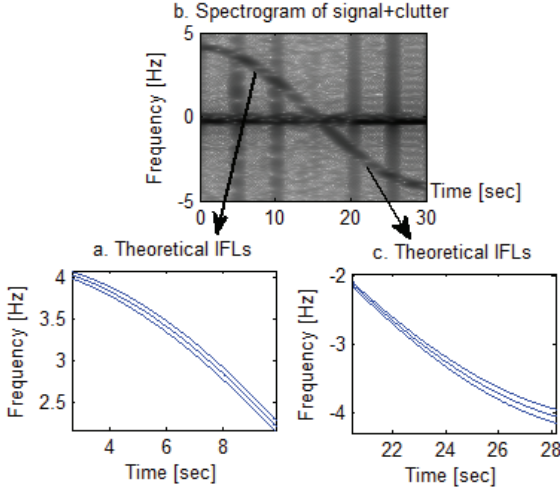 b. Spectrogram of signal+clutter
Frequency [Hz]
5
0
-5
0
10
20
30
Time [sec]
a. Theoretical IFLs
Frequency [Hz]
4
3.5
3
2.5
4
6
8
Time [sec]
c. Theoretical IFLs
Frequency [Hz]
-2
-3
-4
22
24
26
28
Time [sec]